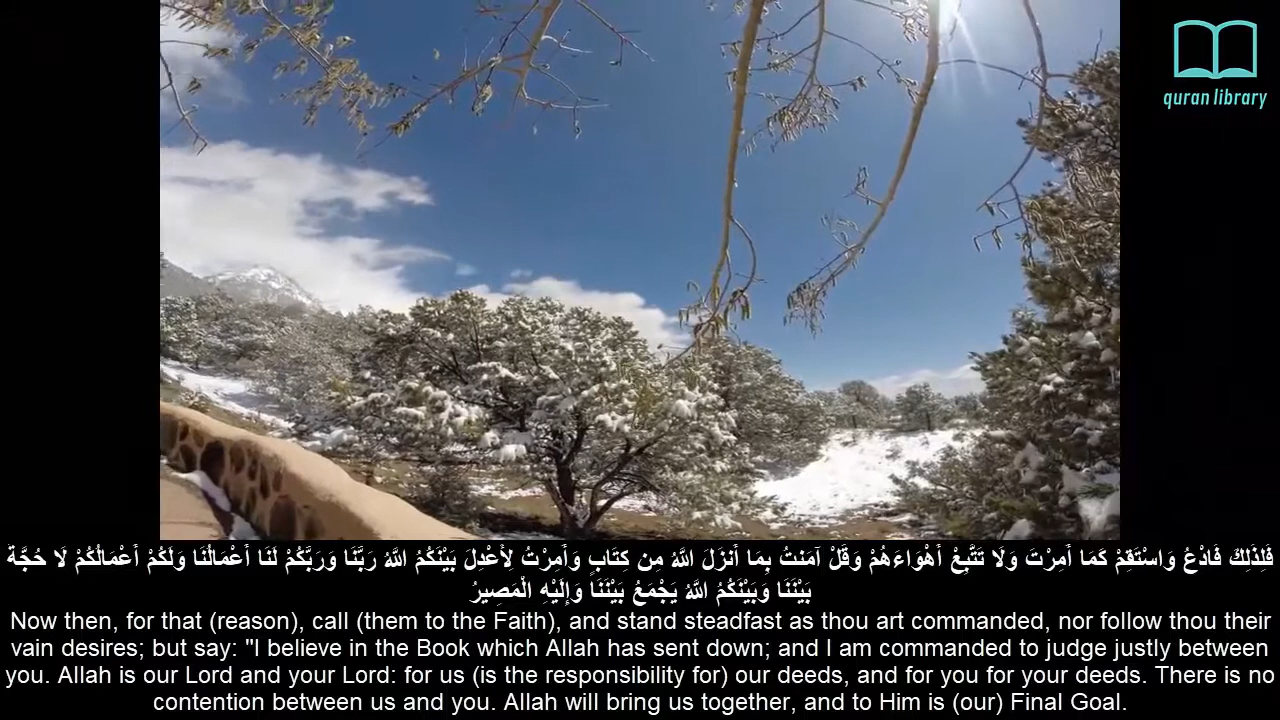 quran library
فَلِذَلِكَ فَادْعُ وَاسْتَقِمْ كَمَا أُمِرْتَ وَلَا تَتَّبِعْ أَهْوَاءَهُمْ وَقُلْ آمَنتُ بِمَا أَنزَلَ اللَّهُ مِن كِتَابٍ وَأُمِرْتُ لِأَعْدِلَ بَيْنَكُمُ اللَّهُ رَبُّنَا وَرَبُّكُمْ لَنَا أَعْمَالُنَا وَلَكُمْ أَعْمَالُكُمْ لَا حُجَّةَ
بَيْنَنَا وَبَيْنَكُمُ اللَّهُ يَجْمَعُ بَيْنَنَا وَإِلَيْهِ الْمَصِيرُ
Now then, for that (reason), call (them to the Faith), and stand steadfast as thou art commanded, nor follow thou their
vain desires; but say: "I believe in the Book which Allah has sent down; and I am commanded to judge justly between
you. Allah is our Lord and your Lord: for us (is the responsibility for) our deeds, and for you for your deeds. There is no
contention between us and you. Allah will bring us together, and to Him is (our) Final Goal.